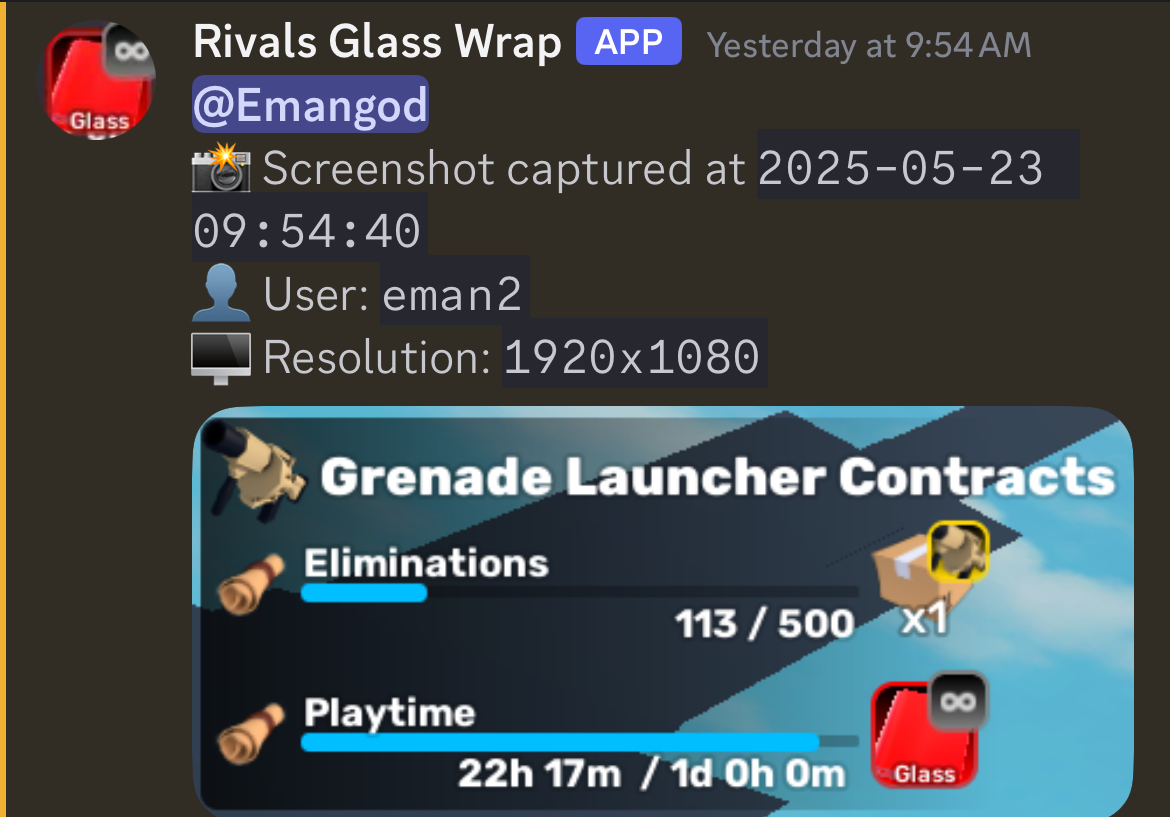 Rivals Glass Wrap APP Yesterday at 9:54 AM
@Emangod
Screenshot captured at 2025-05-23
09:54:40
User: eman2
Resolution: 1920x1080
Glass
Grenade Launcher Contracts
Eliminations
113 / 500
x1
Playtime
22h 17m / 1d 0h 0m
∞
Glass